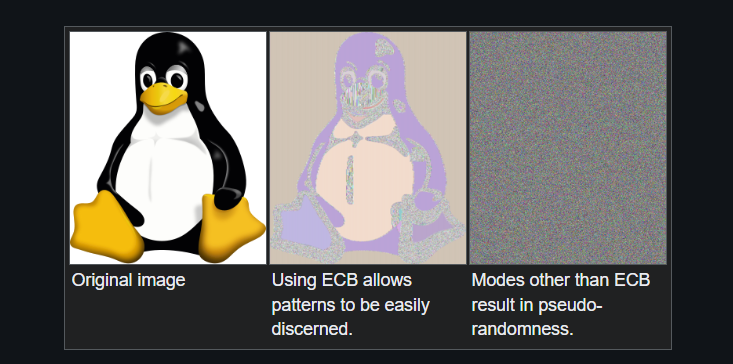 Original image
Using ECB allows
patterns to be easily
discerned.
Modes other than ECB
result in pseudo-
randomness.